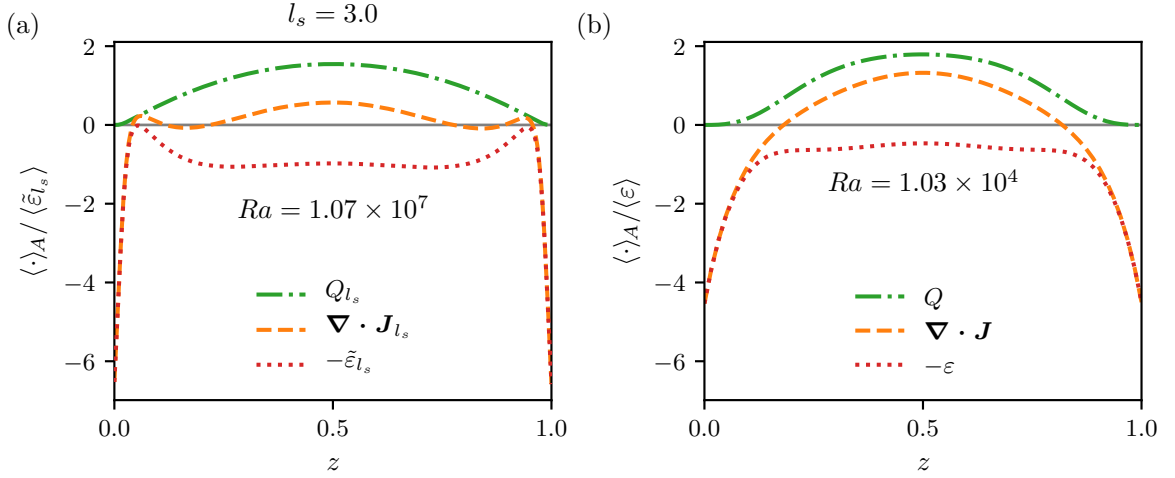 (a)
l_s = 3.0
2
0
−2
−4
−6
⟨·⟩_A/⟨ε̃_{l_s}⟩
Ra = 1.07 × 10^7
Q_{l_s}
∇ · J_{l_s}
−ε̃_{l_s}
0.0
0.5
1.0
z
(b)
2
0
−2
−4
−6
⟨·⟩_A/⟨ε⟩
Ra = 1.03 × 10^4
Q
∇ · J
−ε
0.0
0.5
1.0
z